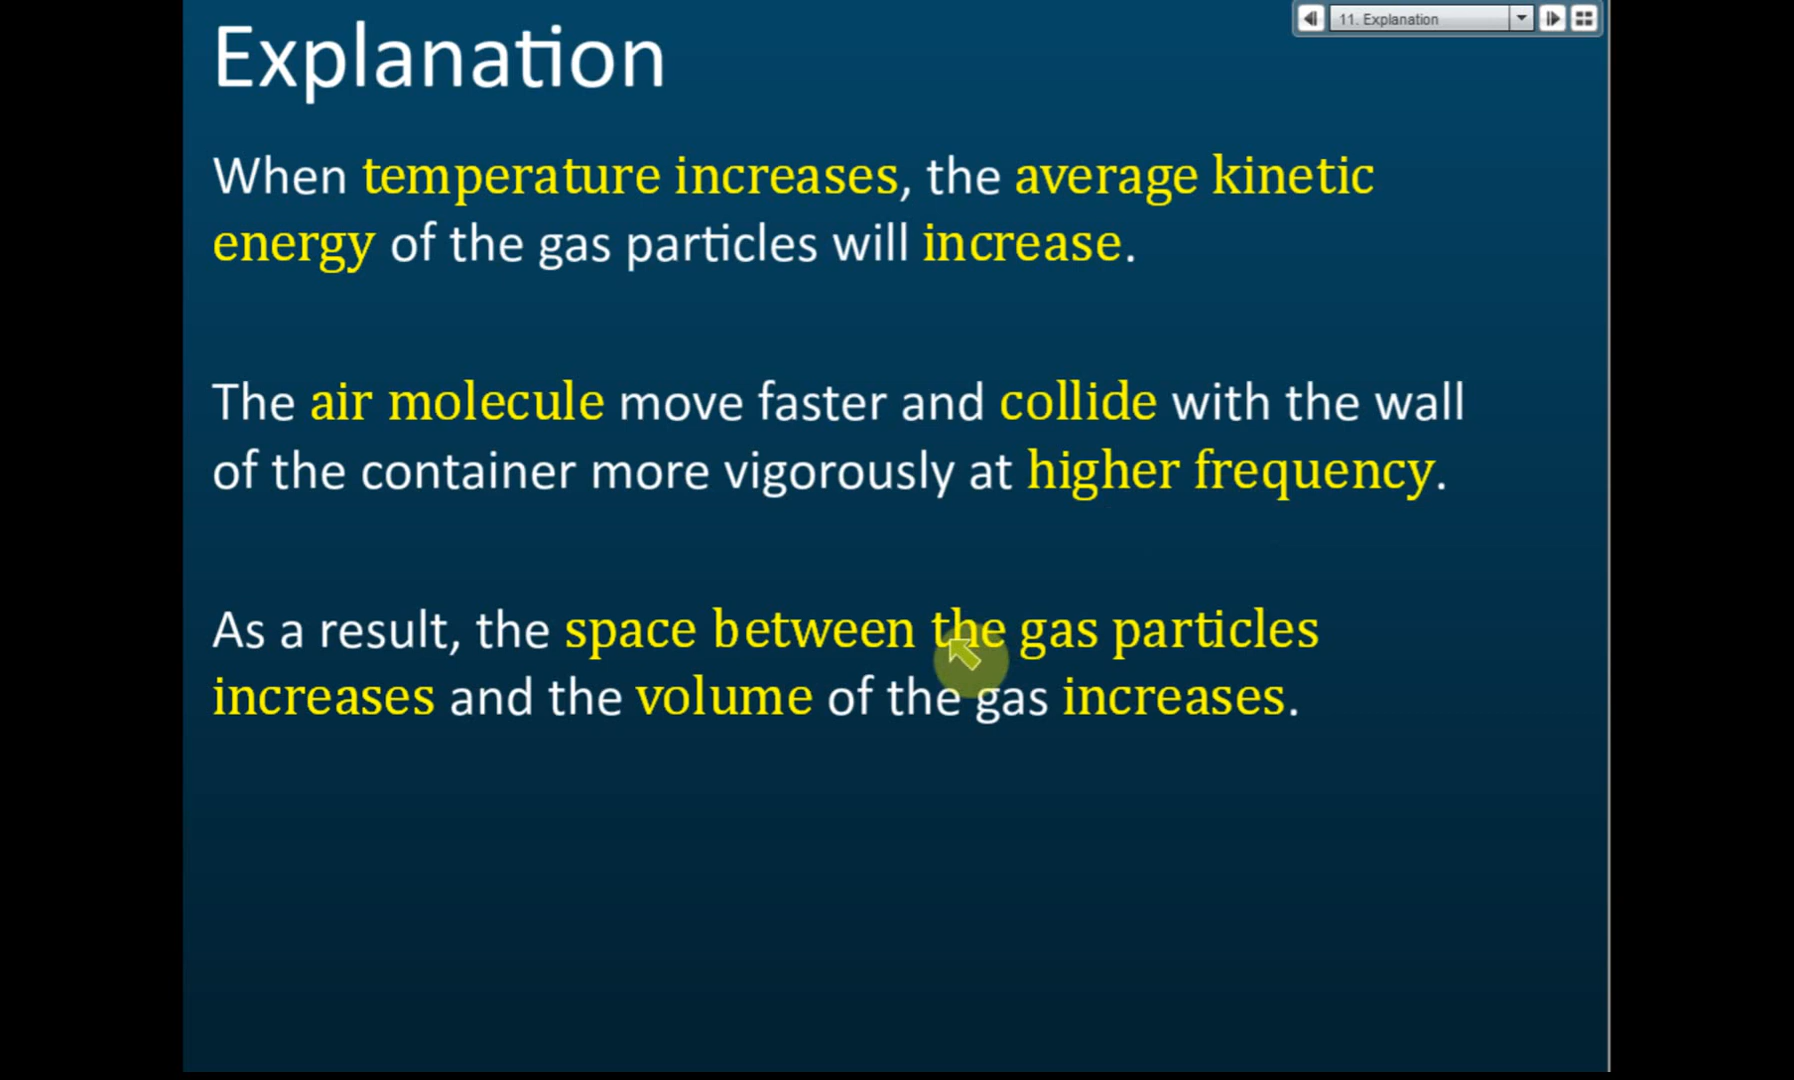 11. Explanation
Explanation
When temperature increases, the average kinetic
energy of the gas particles will increase.
The air molecule move faster and collide with the wall
of the container more vigorously at higher frequency.
As a result, the space between the gas particles
increases and the volume of the gas increases.